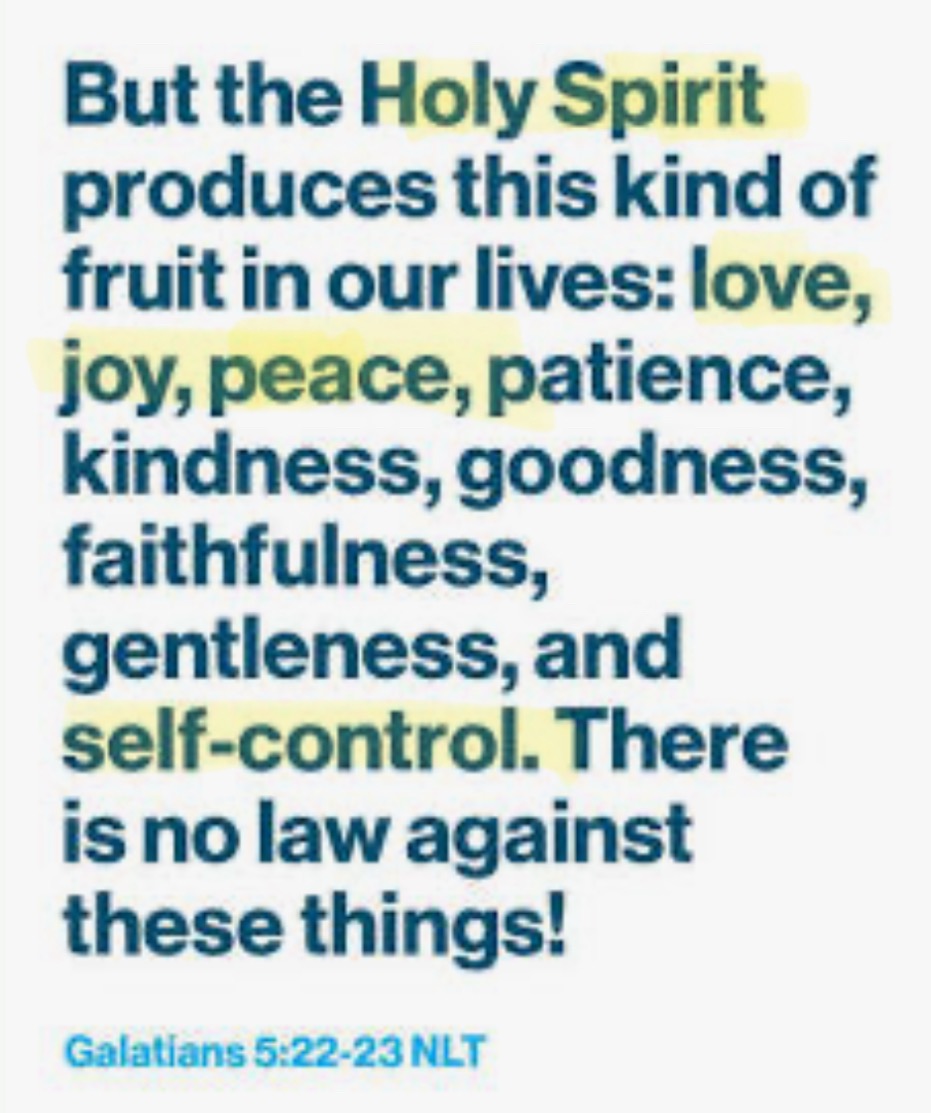 But the Holy Spirit
produces this kind of
fruit in our lives: love,
joy, peace, patience,
kindness, goodness,
faithfulness,
gentleness, and
self-control. There
is no law against
these things!
Galatians 5:22-23 NLT